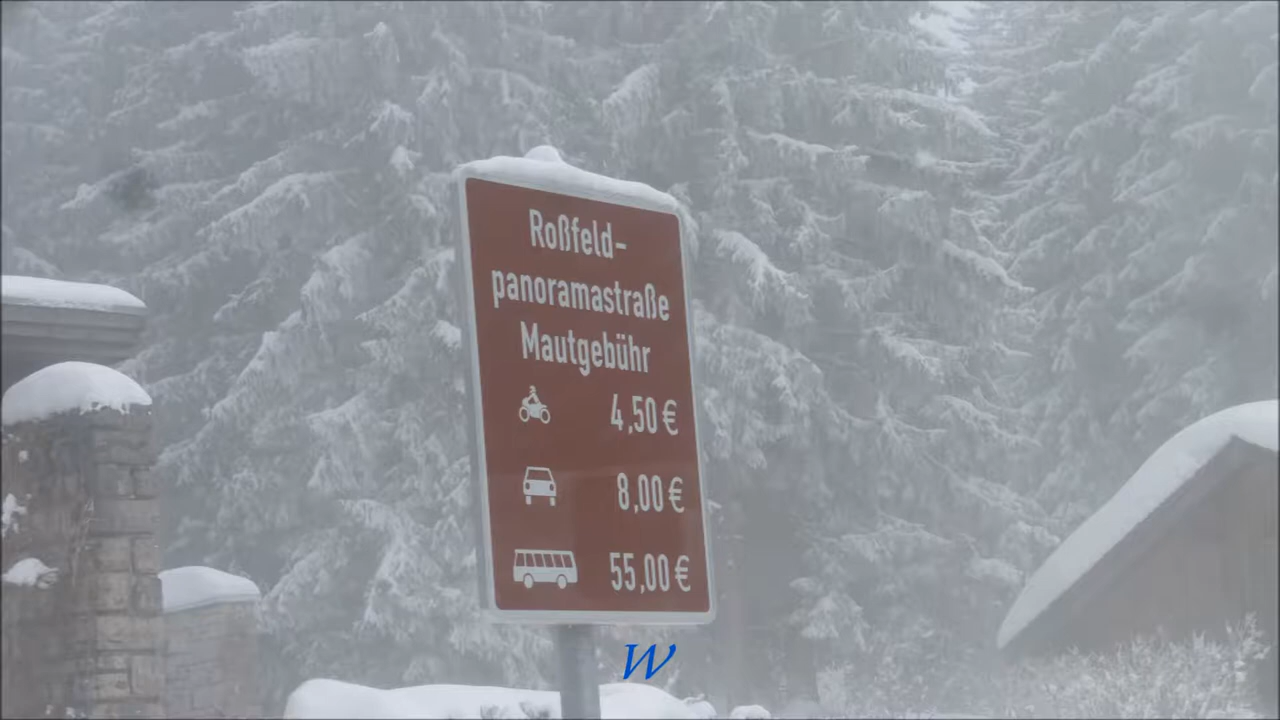 Roßfeld-
panoramastraße
Mautgebühr
4,50 €
8,00 €
55,00 €
W